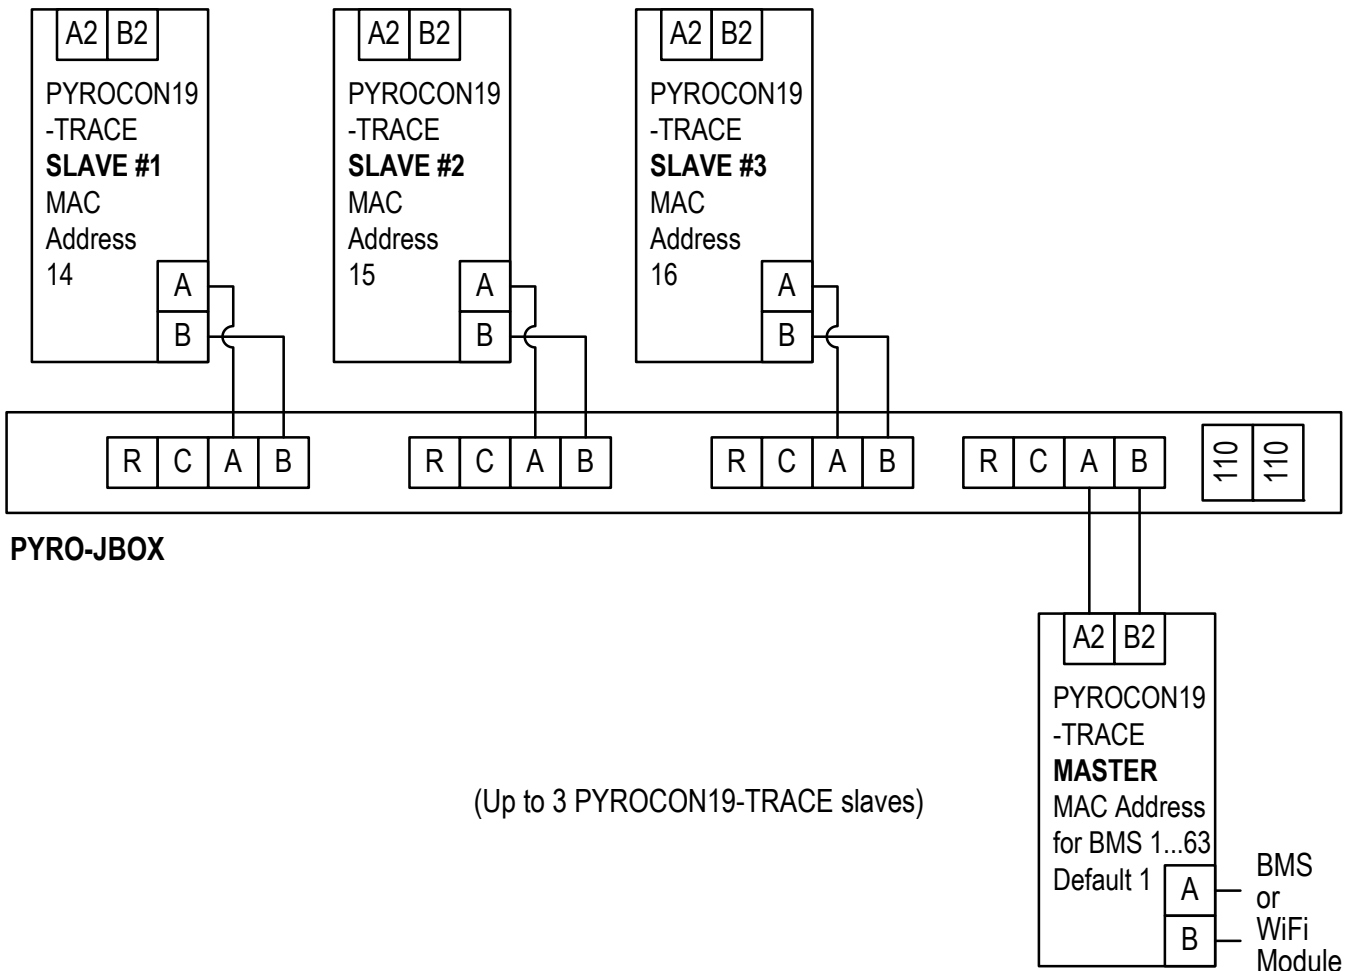 A2 B2
PYROCON19
-TRACE
SLAVE #1
MAC
Address
14
A
B
A2 B2
PYROCON19
-TRACE
SLAVE #2
MAC
Address
15
A
B
A2 B2
PYROCON19
-TRACE
SLAVE #3
MAC
Address
16
A
B
R C A B
R C A B
R C A B
R C A B
110
110
PYRO-JBOX
(Up to 3 PYROCON19-TRACE slaves)
A2 B2
PYROCON19
-TRACE
MASTER
MAC Address
for BMS 1...63
Default 1
A
B
BMS
or
WiFi
Module